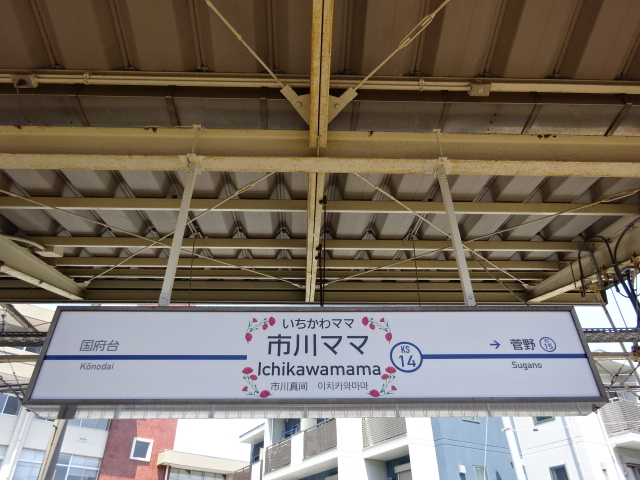 国府台
Kōnodai
いちかわママ
市川ママ
Ichikawamama
市川真间 이치카와마마
KS
14
→ 菅野
KS
15
Sugano